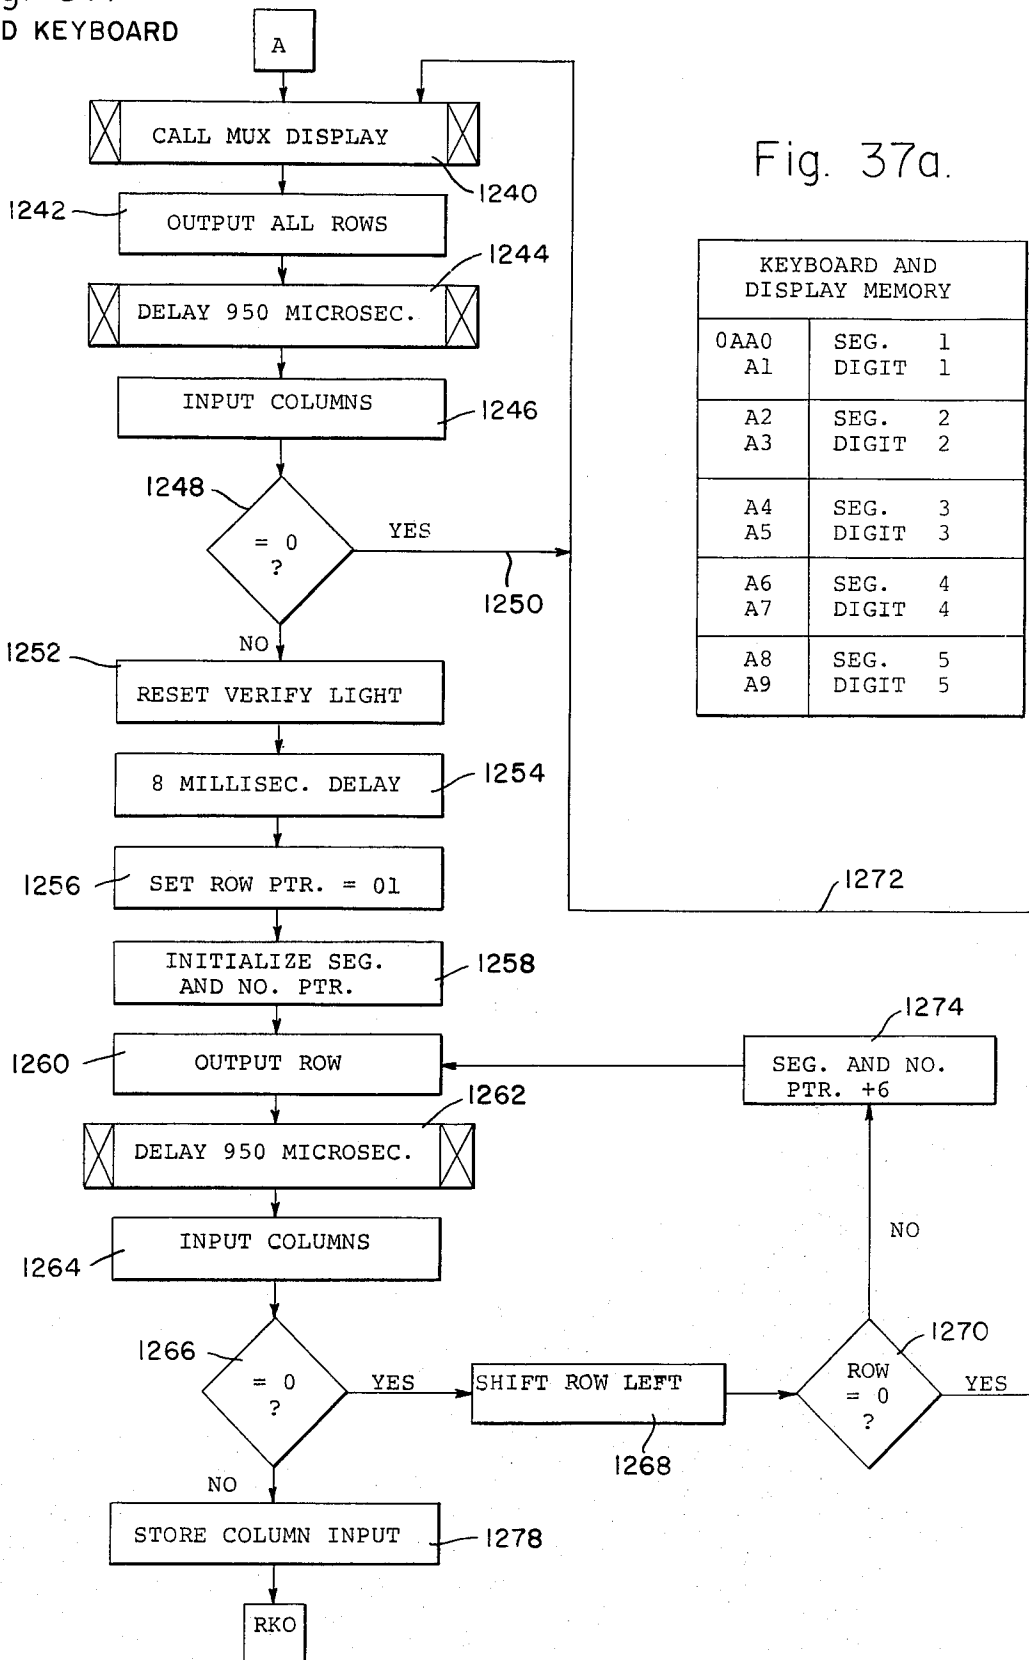 D KEYBOARD
A
CALL MUX DISPLAY
1240
1242
OUTPUT ALL ROWS
1244
DELAY 950 MICROSEC.
INPUT COLUMNS
1246
1248
= 0
?
YES
1250
NO
1252
RESET VERIFY LIGHT
8 MILLISEC. DELAY
1254
1256
SET ROW PTR. = 01
INITIALIZE SEG.
AND NO. PTR.
1258
1260
OUTPUT ROW
1262
DELAY 950 MICROSEC.
INPUT COLUMNS
1264
1266
= 0
?
YES
SHIFT ROW LEFT
1268
ROW
= 0
?
1270
YES
NO
SEG. AND NO.
PTR. +6
1274
1272
NO
STORE COLUMN INPUT
1278
RKO
Fig. 37a.
KEYBOARD AND
DISPLAY MEMORY
0AA0 SEG. 1
A1 DIGIT 1
A2 SEG. 2
A3 DIGIT 2
A4 SEG. 3
A5 DIGIT 3
A6 SEG. 4
A7 DIGIT 4
A8 SEG. 5
A9 DIGIT 5